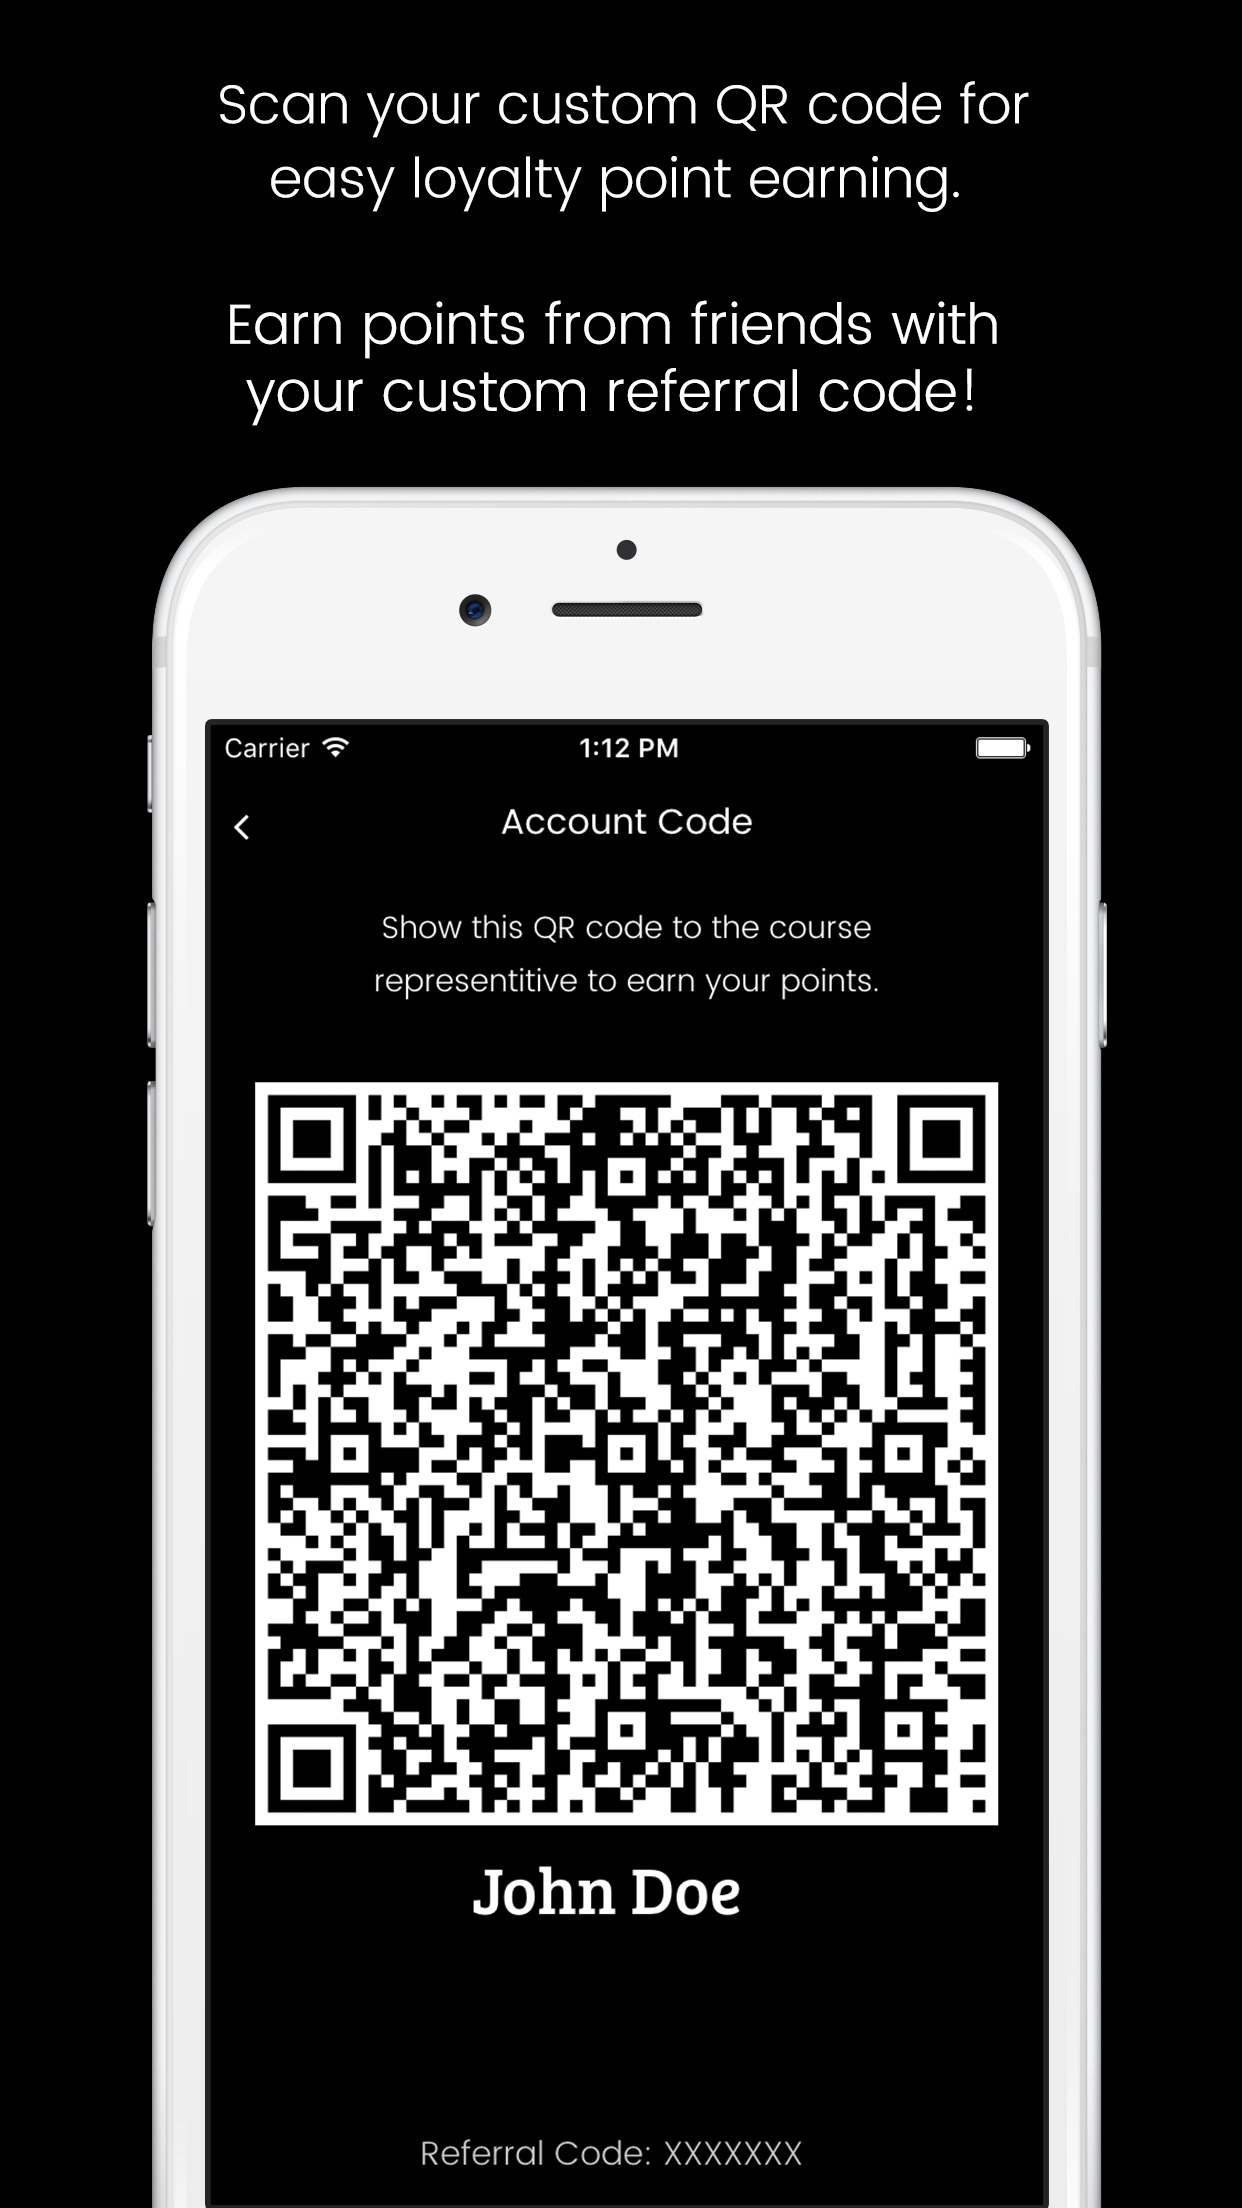 Scan your custom QR code for
easy loyalty point earning.
Earn points from friends with
your custom referral code!
Carrier
1:12 PM
Account Code
Show this QR code to the course
representitive to earn your points.
John Doe
Referral Code: XXXXXXX